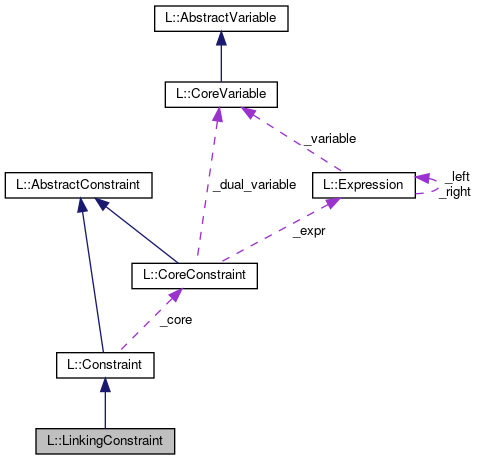 L::AbstractVariable
L::CoreVariable
_variable
_left
_right
_dual_variable
L::AbstractConstraint
L::Expression
_expr
L::CoreConstraint
_core
L::Constraint
L::LinkingConstraint